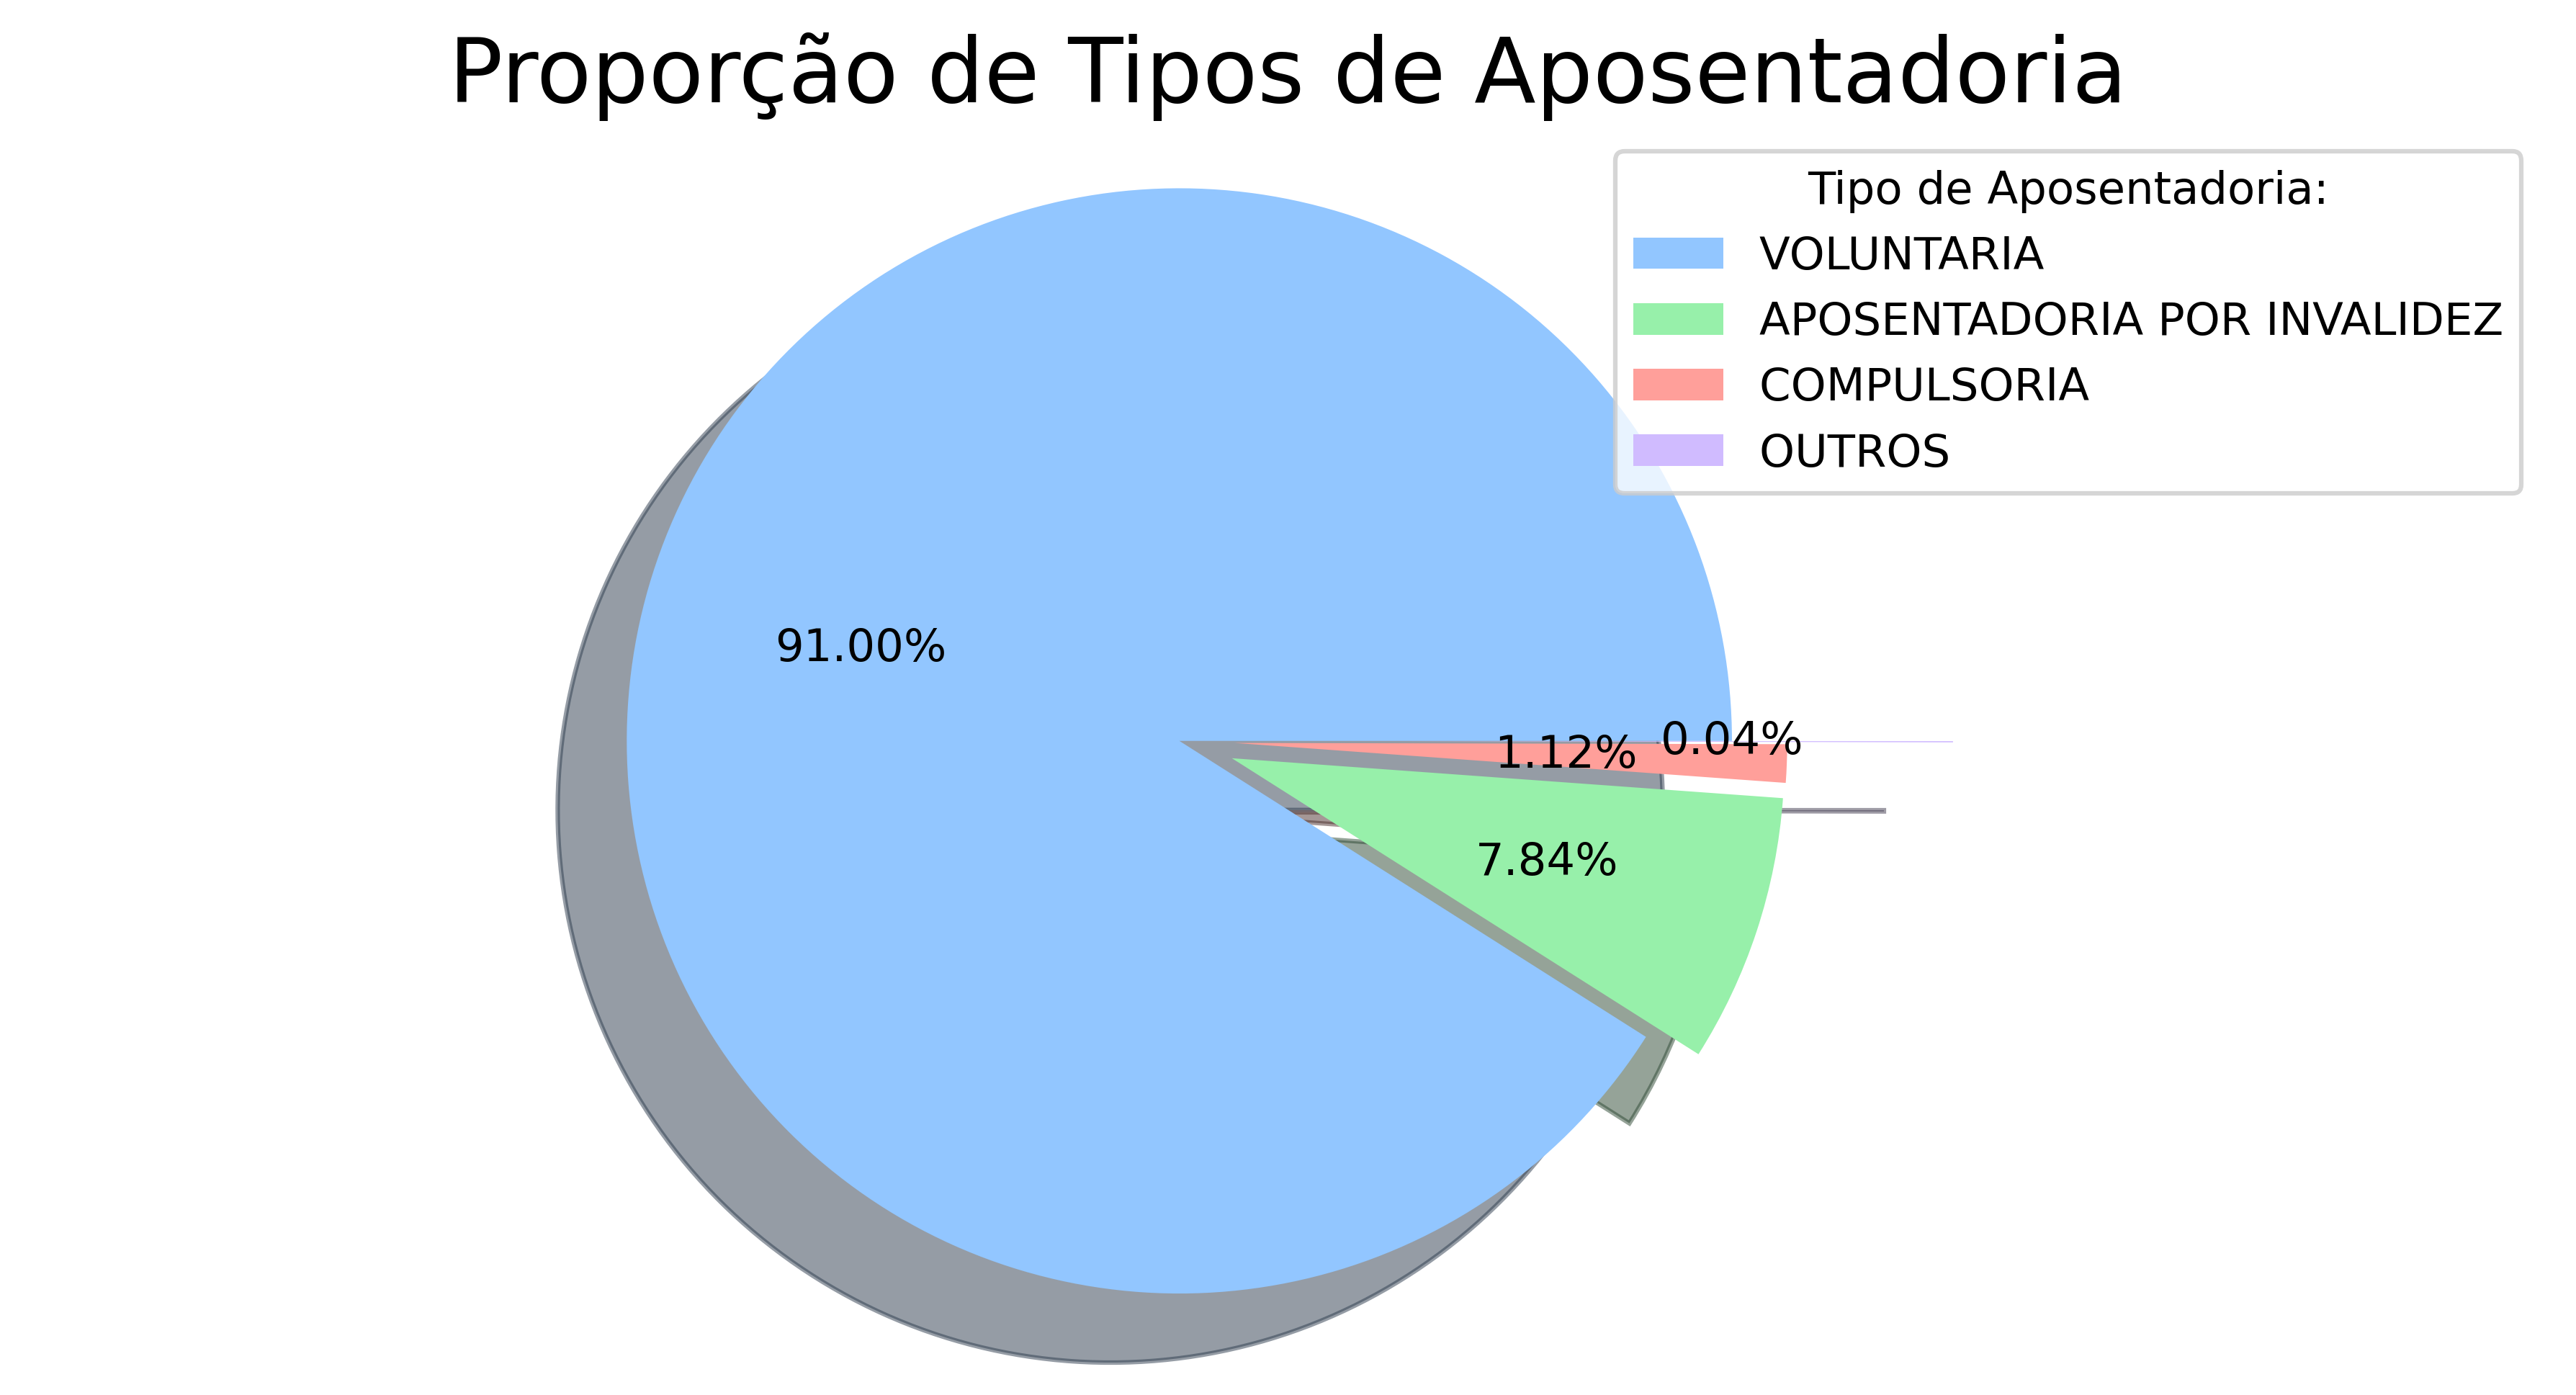 Proporção de Tipos de Aposentadoria
Tipo de Aposentadoria:
VOLUNTARIA
APOSENTADORIA POR INVALIDEZ
COMPULSORIA
OUTROS
91.00%
1.12%
0.04%
7.84%